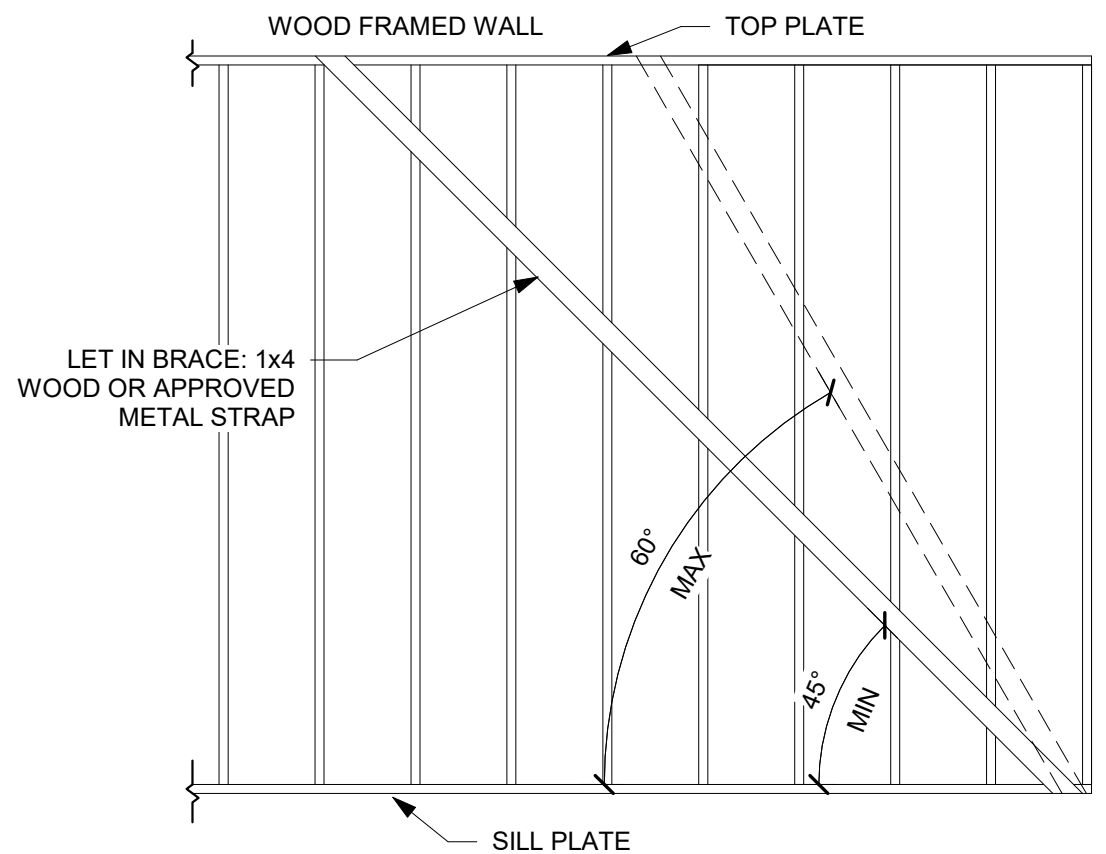 WOOD FRAMED WALL
TOP PLATE
LET IN BRACE: 1x4
WOOD OR APPROVED
METAL STRAP
60°
MAX
45°
MIN
SILL PLATE